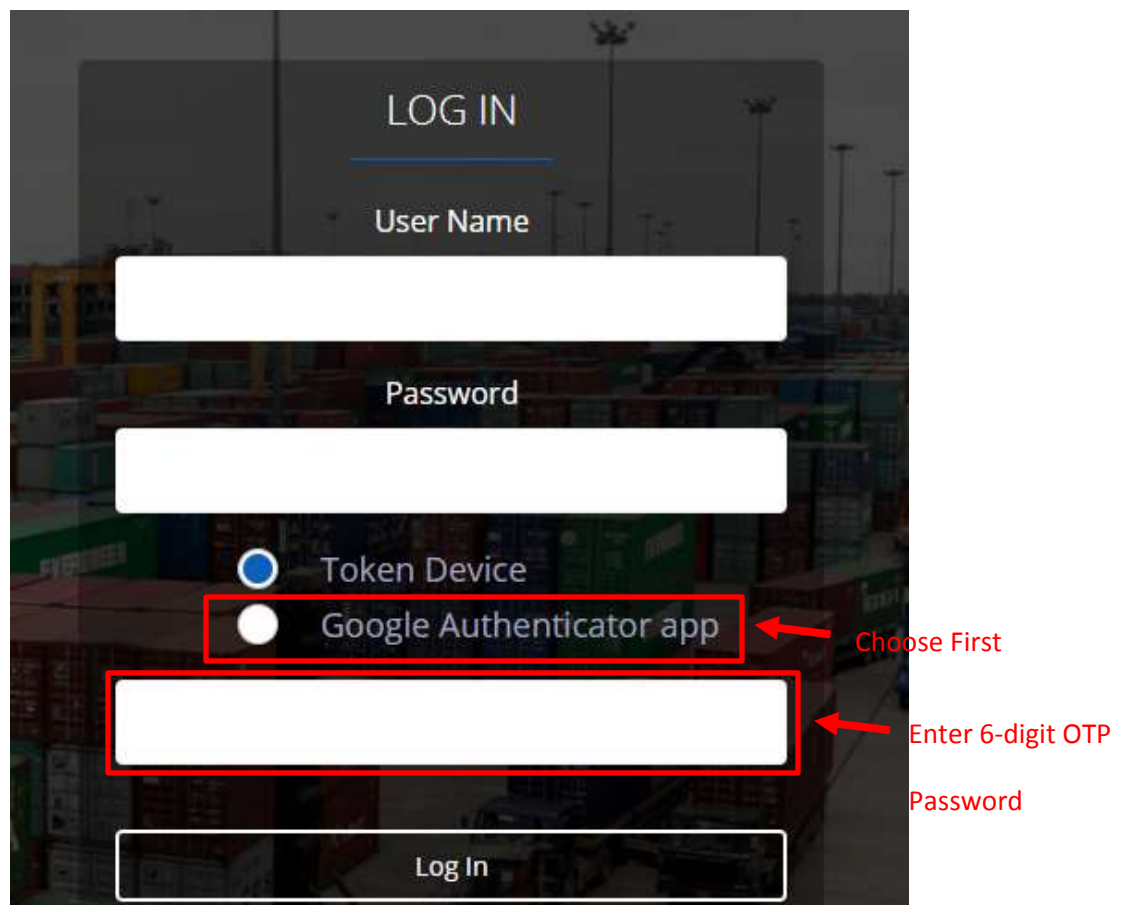 LOG IN
User Name
Password
Token Device
Google Authenticator app
Choose First
Enter 6-digit OTP
Password
Log In